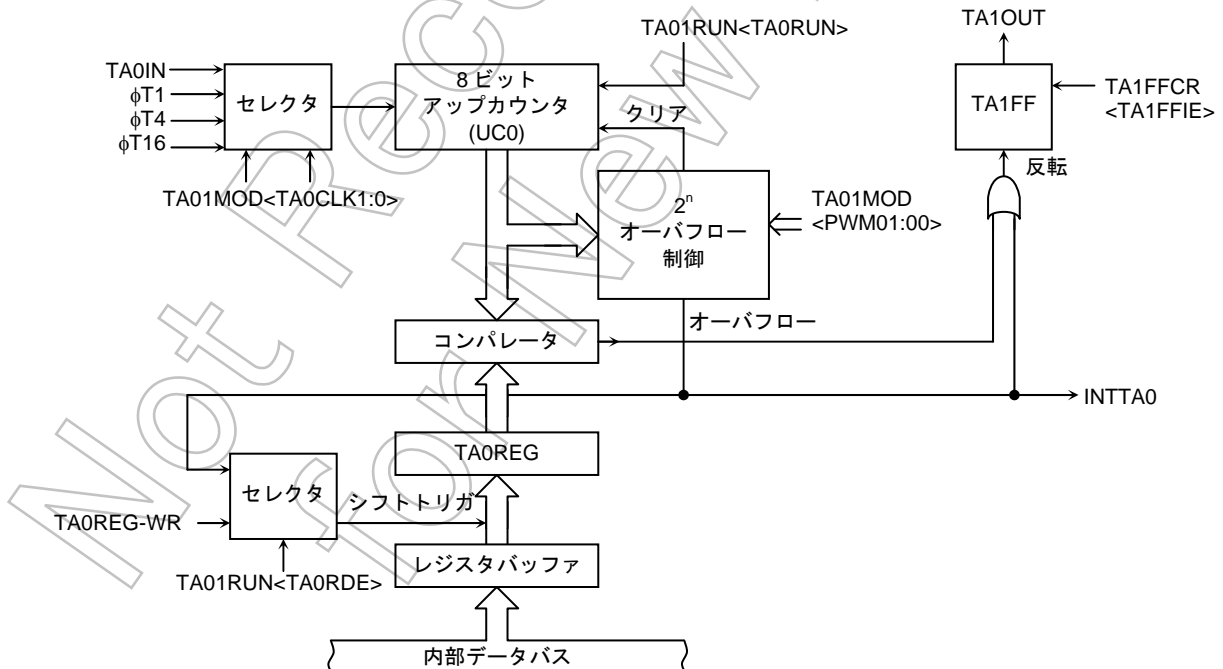 TA01RUN<TA0RUN>
TA1OUT
TA0IN
φT1
φT4
φT16
セレクタ
8 ビット
アップカウンタ
(UC0)
クリア
TA1FF
TA1FFCR
<TA1FFIE>
反転
TA01MOD<TA0CLK1:0>
2ⁿ
オーバフロー
制御
TA01MOD
<PWM01:00>
オーバフロー
コンパレータ
INTTA0
TA0REG
セレクタ
シフトトリガ
TA0REG-WR
レジスタバッファ
TA01RUN<TA0RDE>
内部データバス
Not Reco
for New